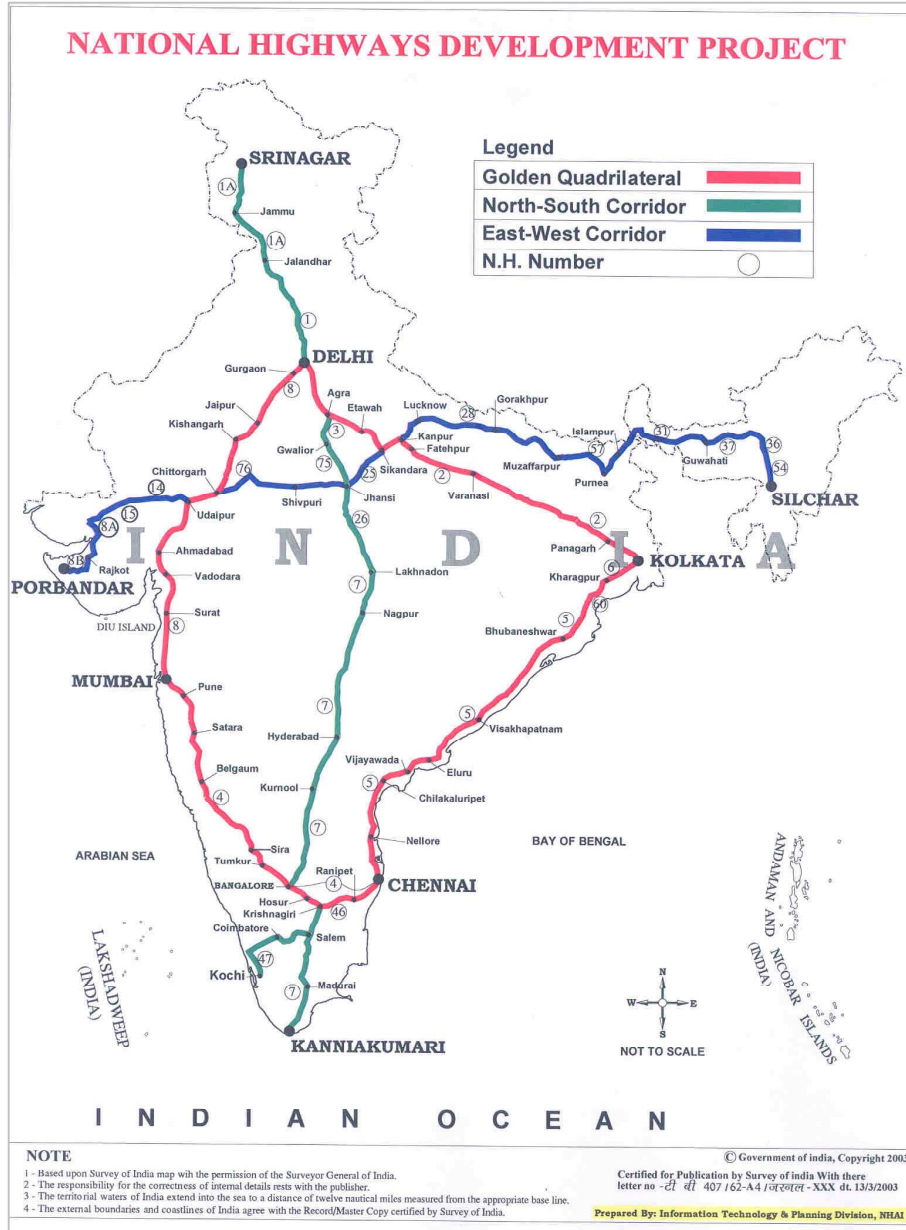 NATIONAL HIGHWAYS DEVELOPMENT PROJECT
Legend
Golden Quadrilateral
North-South Corridor
East-West Corridor
N.H. Number
SRINAGAR
1A
Jammu
1A
Jalandhar
1
DELHI
Gurgaon
8
Agra
Jaipur
Etawah
Lucknow
28
Gorakhpur
Kishangarh
3
Kanpur
Islampur
31
Fatehpur
57
37
36
Gwalior
75
Sikandara
Guwahati
25
Muzaffarpur
Chittorgarh
76
2
Purnea
54
14
Shivpuri
Jhansi
Varanasi
SILCHAR
15
Udaipur
26
2
8A
I N D I A
Panagarh
Ahmadabad
KOLKATA
8B
Rajkot
Vadodara
7
Lakhnadon
6
Kharagpur
PORBANDAR
60
Surat
Nagpur
5
DIU ISLAND
8
Bhubaneshwar
MUMBAI
Pune
7
5
Satara
Visakhapatnam
Hyderabad
Vijayawada
Eluru
Belgaum
5
Kurnool
Chilakaluripet
4
7
Nellore
BAY OF BENGAL
ARABIAN SEA
Sira
Tumkur
Ranipet
BANGALORE
4
CHENNAI
Hosur
Krishnagiri
46
Coimbatore
Salem
47
Kochi
7
Madurai
KANNIAKUMARI
LAKSHADWEEP
(INDIA)
ANDAMAN AND NICOBAR ISLANDS
(INDIA)
N
W E
S
NOT TO SCALE
INDIAN OCEAN
NOTE
1 - Based upon Survey of India map wih the permission of the Surveyor General of India.
2 - The responsibility for the correctness of internal details rests with the publisher.
3 - The territorial waters of India extend into the sea to a distance of twelve nautical miles measured from the appropriate base line.
4 - The external boundaries and coastlines of India agree with the Record/Master Copy certified by Survey of India.
© Government of india, Copyright 2003
Certified for Publication by Survey of india With there
letter no - टी बी 407/62-A4/जरनल - XXX dt. 13/3/2003
Prepared By: Information Technology & Planning Division, NHAI